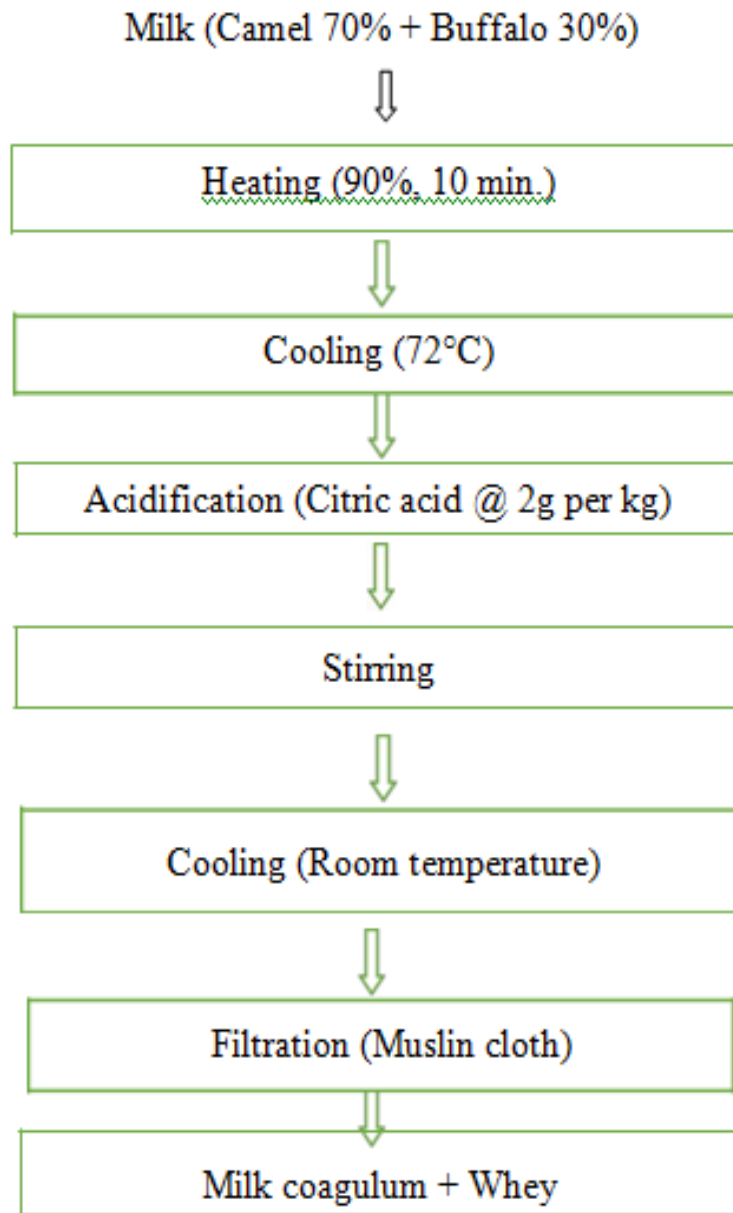 Milk (Camel 70% + Buffalo 30%)
Heating (90%, 10 min.)
Cooling (72°C)
Acidification (Citric acid @ 2g per kg)
Stirring
Cooling (Room temperature)
Filtration (Muslin cloth)
Milk coagulum + Whey